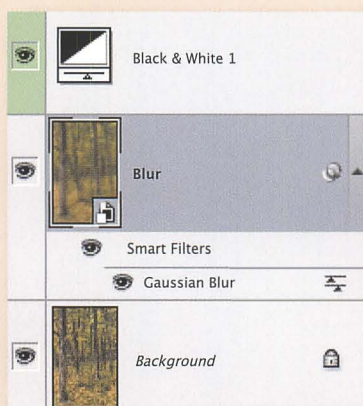 Black & White 1
Blur
Smart Filters
Gaussian Blur
Background